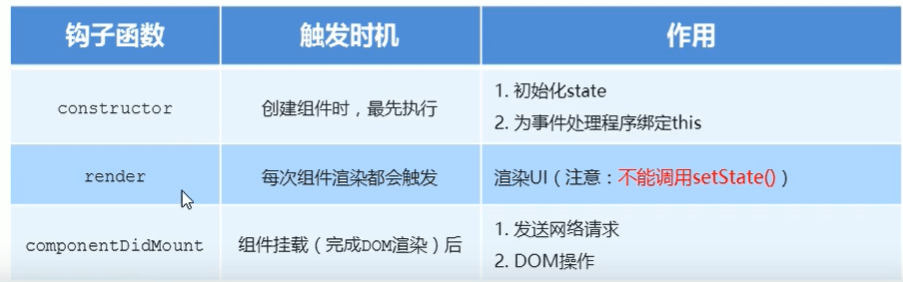 钩子函数 触发时机 作用
constructor 创建组件时，最先执行 1. 初始化state
2. 为事件处理程序绑定this
render 每次组件渲染都会触发 渲染UI（注意：不能调用setState()）
componentDidMount 组件挂载（完成DOM渲染）后 1. 发送网络请求
2. DOM操作